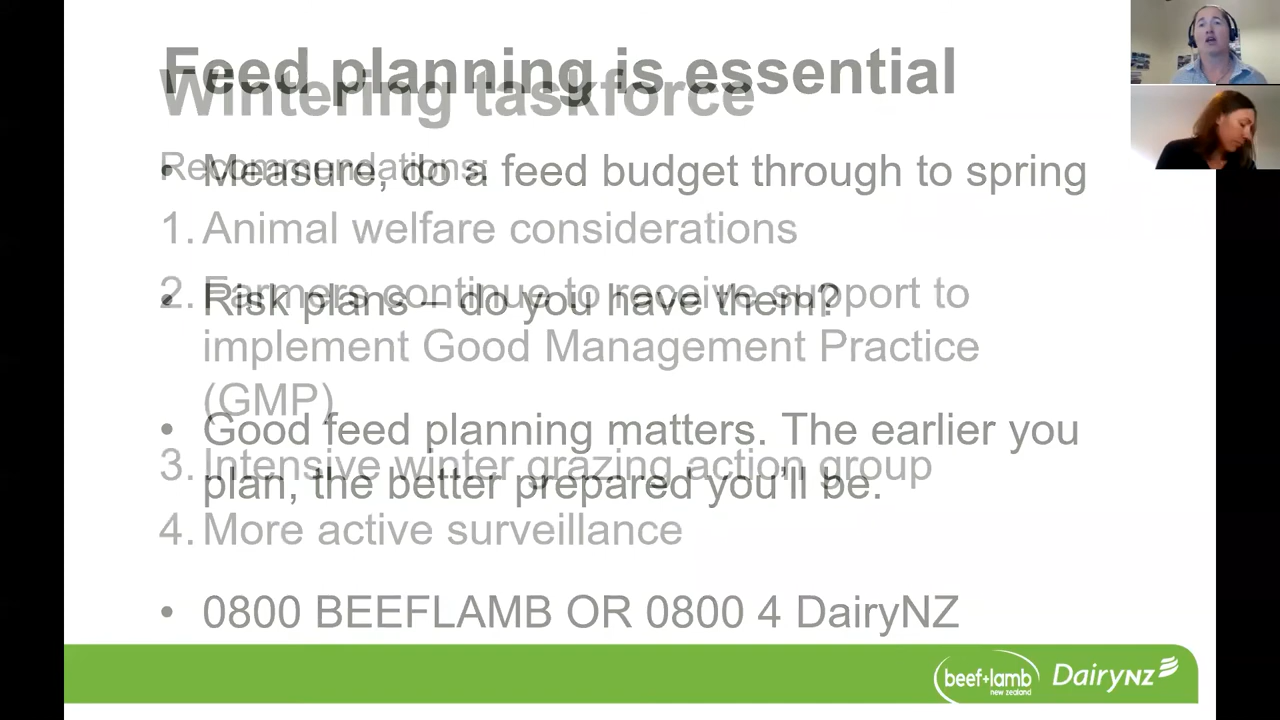 Feed planning is essential
Wintering taskforce
Recommendations:
• Measure, do a feed budget through to spring
1. Animal welfare considerations
2. Farmers continue to receive support to
• Risk plans – do you have them?
implement Good Management Practice
(GMP)
• Good feed planning matters. The earlier you
3. Intensive winter grazing action group
plan, the better prepared you'll be.
4. More active surveillance
• 0800 BEEFLAMB OR 0800 4 DairyNZ
beef+lamb
new zealand
DairyNZ